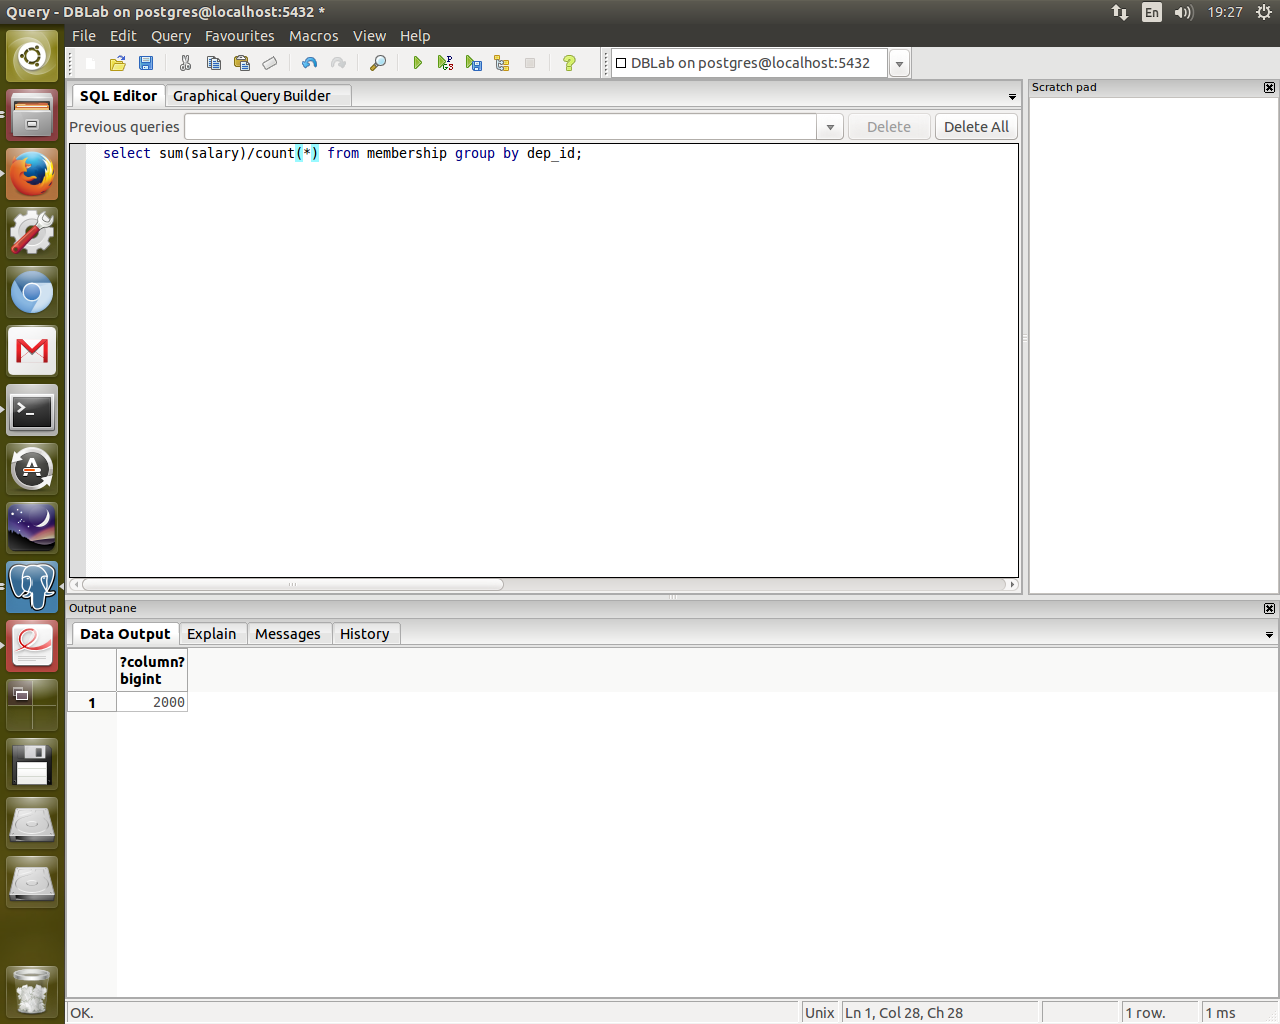 Query - DBLab on postgres@localhost:5432 *
En
19:27
File Edit Query Favourites Macros View Help
DBLab on postgres@localhost:5432
SQL Editor Graphical Query Builder
Scratch pad
Previous queries Delete Delete All
select sum(salary)/count(*) from membership group by dep_id;
Output pane
Data Output Explain Messages History
?column?
bigint
1 2000
OK. Unix Ln 1, Col 28, Ch 28 1 row. 1 ms